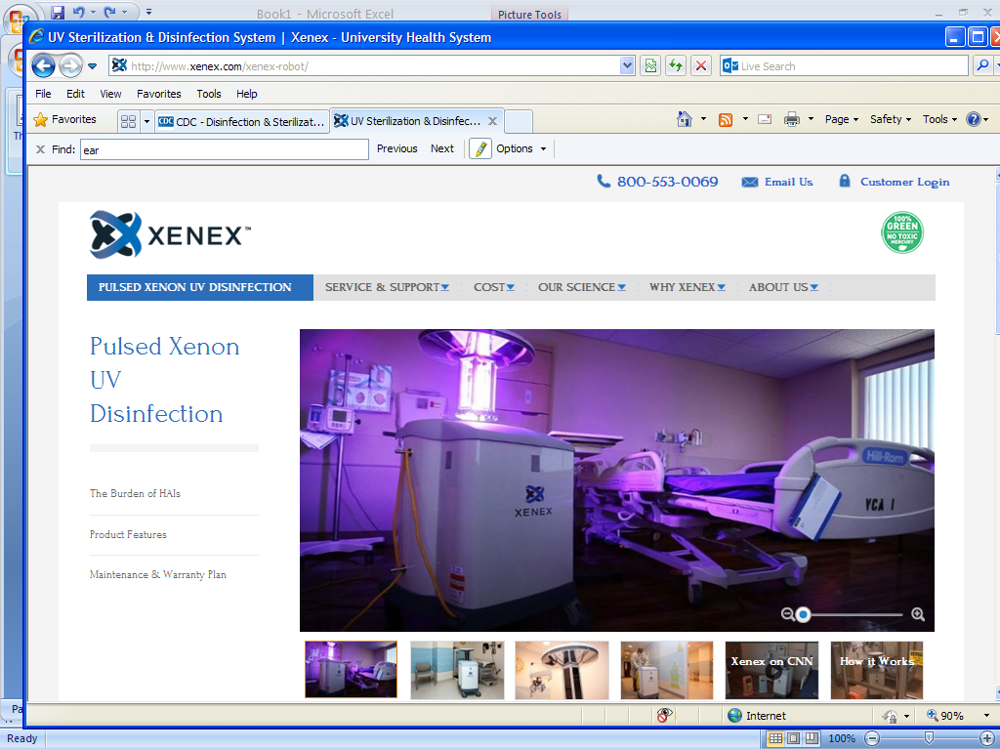 Book1 - Microsoft Excel
Picture Tools
UV Sterilization & Disinfection System | Xenex - University Health System
http://www.xenex.com/xenex-robot/
Live Search
File Edit View Favorites Tools Help
Favorites
CDC - Disinfection & Sterilizat...
UV Sterilization & Disinfec...
Page Safety Tools
Find: ear Previous Next Options
800-553-0069 Email Us Customer Login
XENEX™
100%
GREEN
NO TOXIC
MERCURY
PULSED XENON UV DISINFECTION SERVICE & SUPPORT COST OUR SCIENCE WHY XENEX ABOUT US
Pulsed Xenon
UV
Disinfection
The Burden of HAIs
Product Features
Maintenance & Warranty Plan
Hill-Rom
VCA 1
XENEX
Xenex on CNN
How it Works
Internet
90%
Pa
Ready
100%